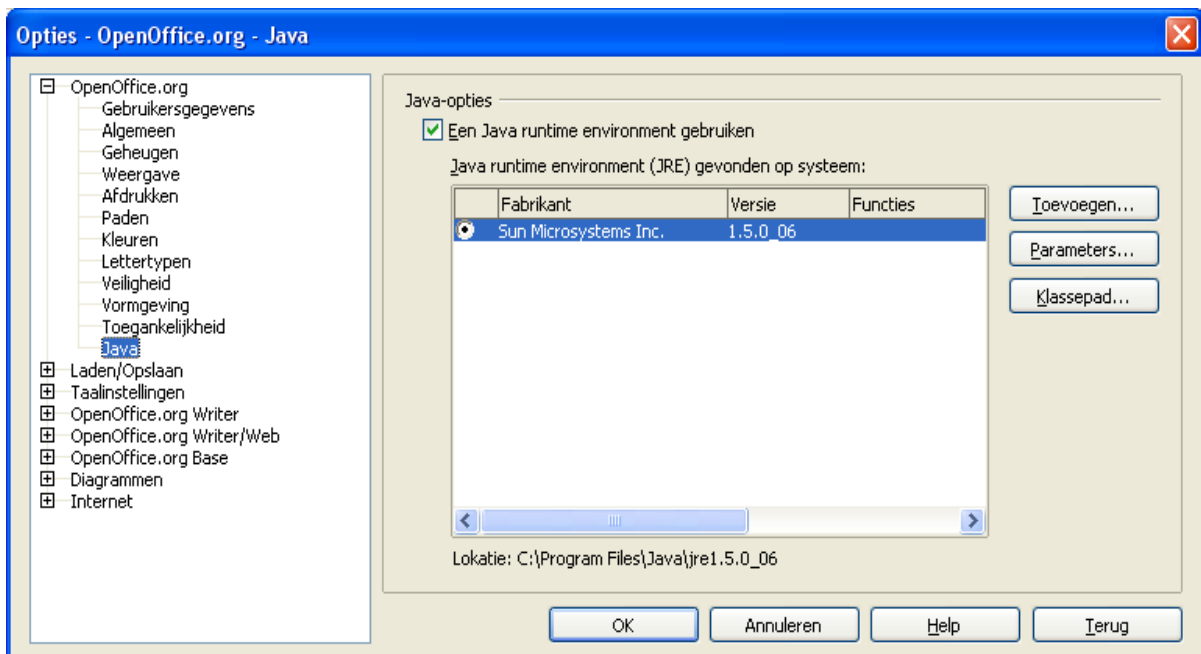 Opties - OpenOffice.org - Java
OpenOffice.org
Gebruikersgegevens
Algemeen
Geheugen
Weergave
Afdrukken
Paden
Kleuren
Lettertypen
Veiligheid
Vormgeving
Toegankelijkheid
Java
Laden/Opslaan
Taalinstellingen
OpenOffice.org Writer
OpenOffice.org Writer/Web
OpenOffice.org Base
Diagrammen
Internet
Java-opties
Een Java runtime environment gebruiken
Java runtime environment (JRE) gevonden op systeem:
Fabrikant Versie Functies
Sun Microsystems Inc. 1.5.0_06
Toevoegen...
Parameters...
Klassepad...
Lokatie: C:\Program Files\Java\jre1.5.0_06
OK Annuleren Help Terug